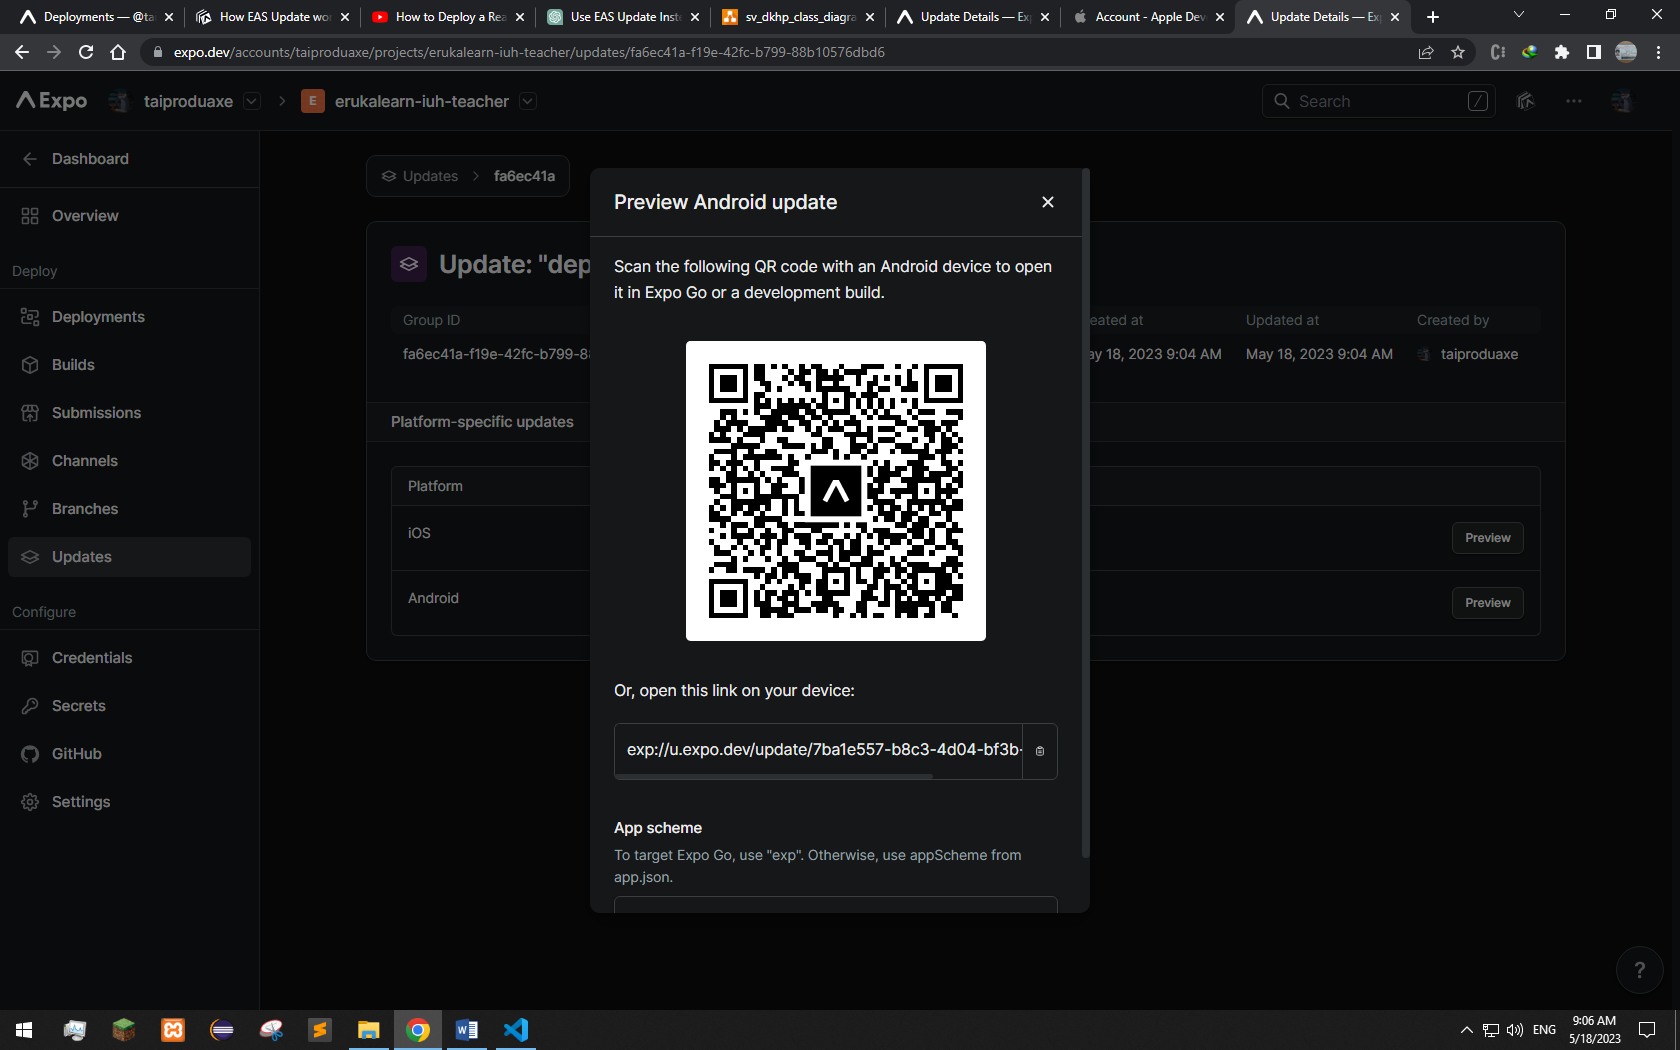 Deployments — @tai
How EAS Update wo
How to Deploy a Rea
Use EAS Update Inst
sv_dkhp_class_diagra
Update Details — Ex
Account - Apple Dev
Update Details — Ex
expo.dev/accounts/taiproduaxe/projects/erukalearn-iuh-teacher/updates/fa6ec41a-f19e-42fc-b799-88b10576dbd6
Expo
taiproduaxe
E
erukalearn-iuh-teacher
Search
/
Dashboard
Overview
Deploy
Deployments
Builds
Submissions
Channels
Branches
Updates
Configure
Credentials
Secrets
GitHub
Settings
Updates
fa6ec41a
Update: "dep
Group ID
fa6ec41a-f19e-42fc-b799-8
eated at
ay 18, 2023 9:04 AM
Updated at
May 18, 2023 9:04 AM
Created by
taiproduaxe
Platform-specific updates
Platform
iOS
Preview
Android
Preview
Preview Android update
Scan the following QR code with an Android device to open
it in Expo Go or a development build.
Or, open this link on your device:
exp://u.expo.dev/update/7ba1e557-b8c3-4d04-bf3b-
App scheme
To target Expo Go, use "exp". Otherwise, use appScheme from
app.json.
?
ENG
9:06 AM
5/18/2023